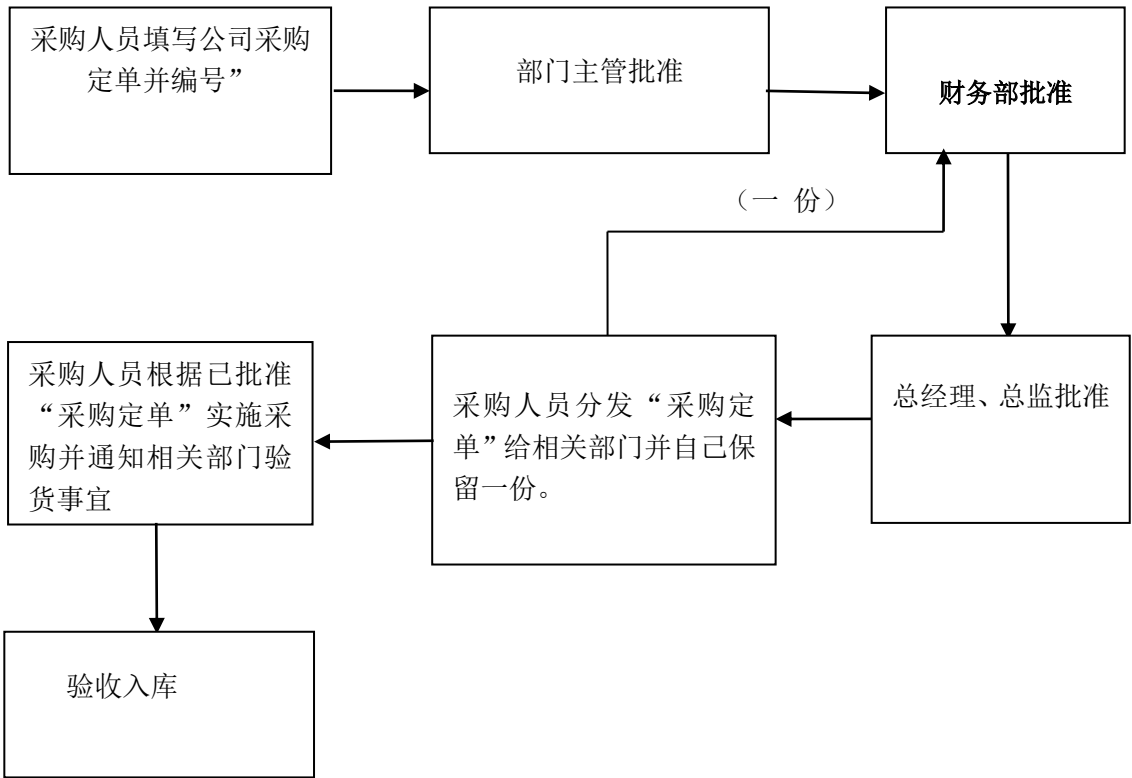 采购人员填写公司采购
定单并编号”
部门主管批准
财务部批准
（一 份）
采购人员根据已批准
“采购定单”实施采
购并通知相关部门验
货事宜
采购人员分发“采购定
单”给相关部门并自己保
留一份。
总经理、总监批准
验收入库